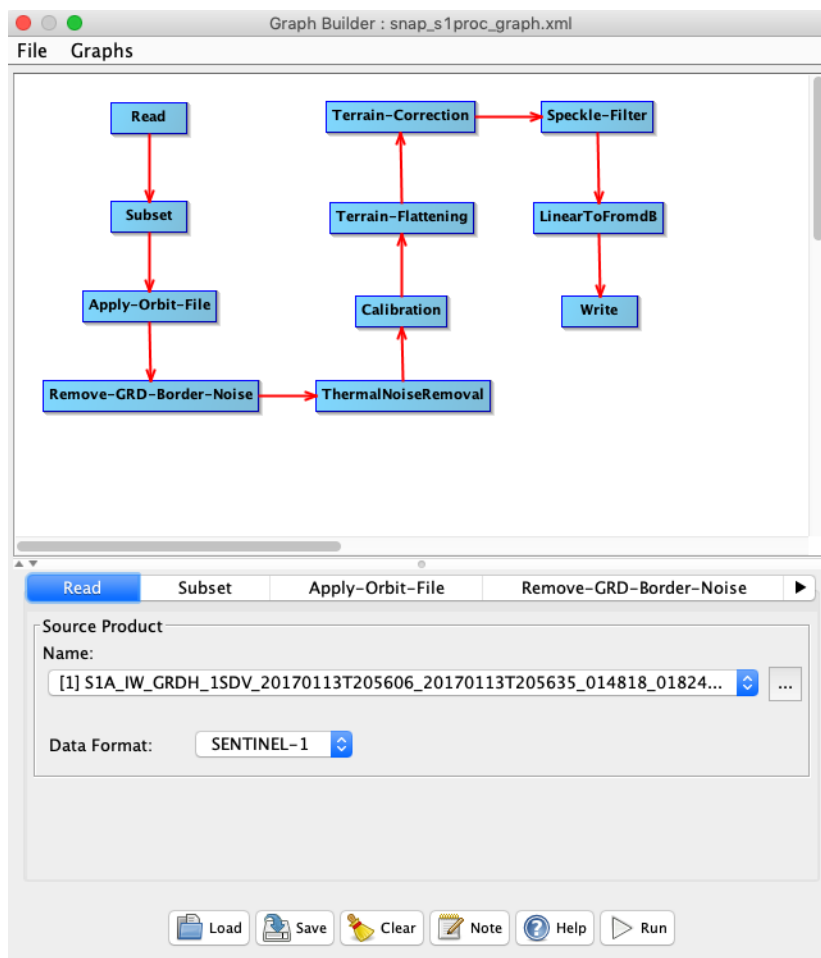 Graph Builder : snap_s1proc_graph.xml
File Graphs
Read
Terrain-Correction
Speckle-Filter
Subset
Terrain-Flattening
LinearToFromdB
Apply-Orbit-File
Calibration
Write
Remove-GRD-Border-Noise
ThermalNoiseRemoval
Read Subset Apply-Orbit-File Remove-GRD-Border-Noise
Source Product
Name:
[1] S1A_IW_GRDH_1SDV_20170113T205606_20170113T205635_014818_01824...
...
Data Format: SENTINEL-1
Load Save Clear Note Help Run